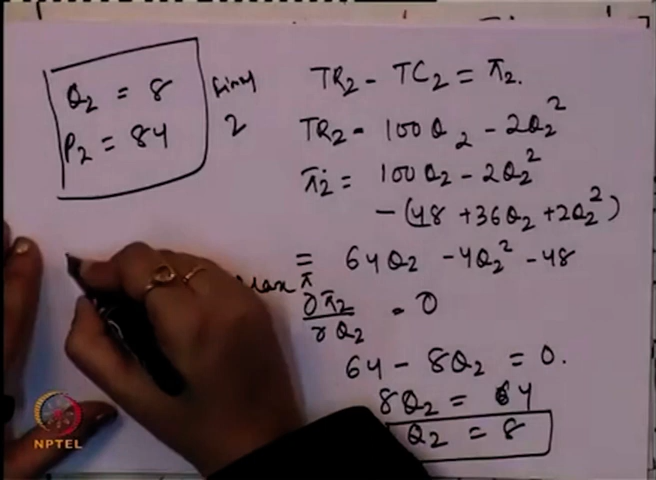 Q₂ = 8
P₂ = 84
firm
2
TR₂ - TC₂ = π₂.
TR₂ = 100Q₂ - 2Q₂²
π₂ = 100Q₂ - 2Q₂²
- (48 + 36Q₂ + 2Q₂²)
= 64Q₂ - 4Q₂² - 48
Max π
∂π₂/∂Q₂ = 0
64 - 8Q₂ = 0.
8Q₂ = 64
Q₂ = 8
NPTEL